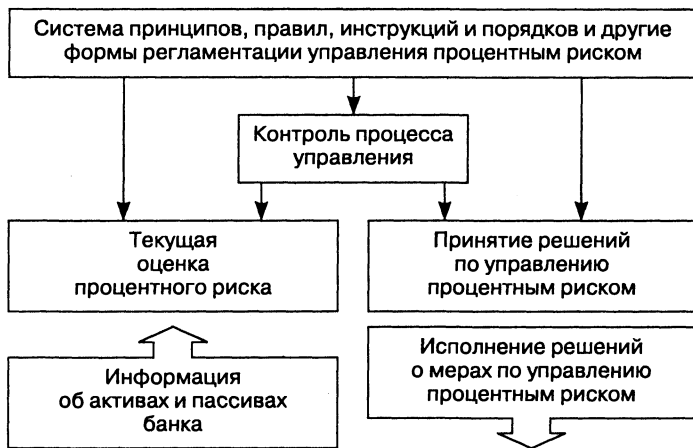 Система принципов, правил, инструкций и порядков и другие
формы регламентации управления процентным риском
Контроль процесса
управления
Текущая
оценка
процентного риска
Принятие решений
по управлению
процентным риском
Информация
об активах и пассивах
банка
Исполнение решений
о мерах по управлению
процентным риском